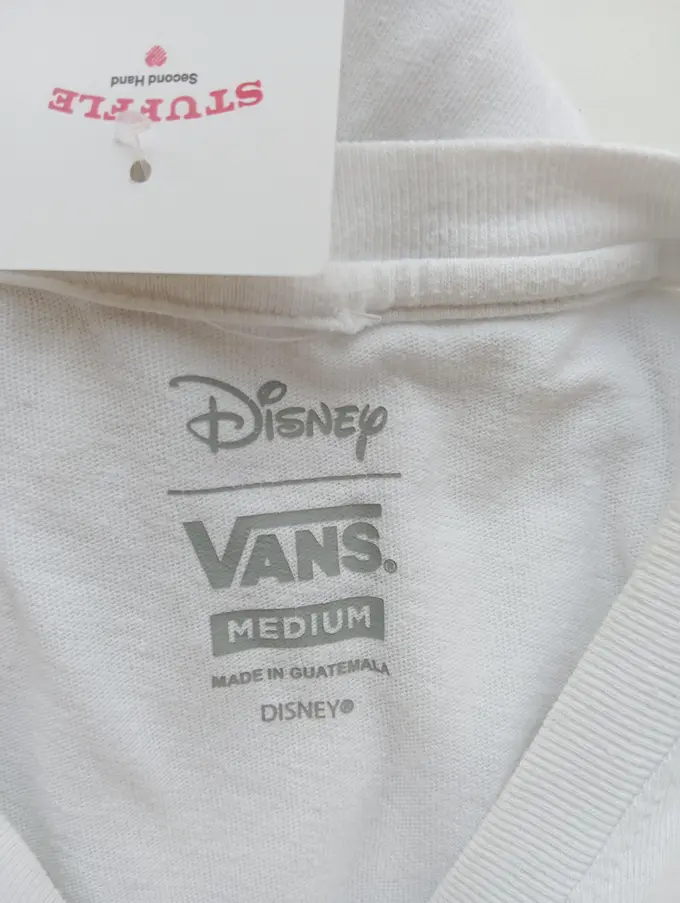 STUFFLE
Second Hand
Disney
VANS®
MEDIUM
MADE IN GUATEMALA
DISNEY®